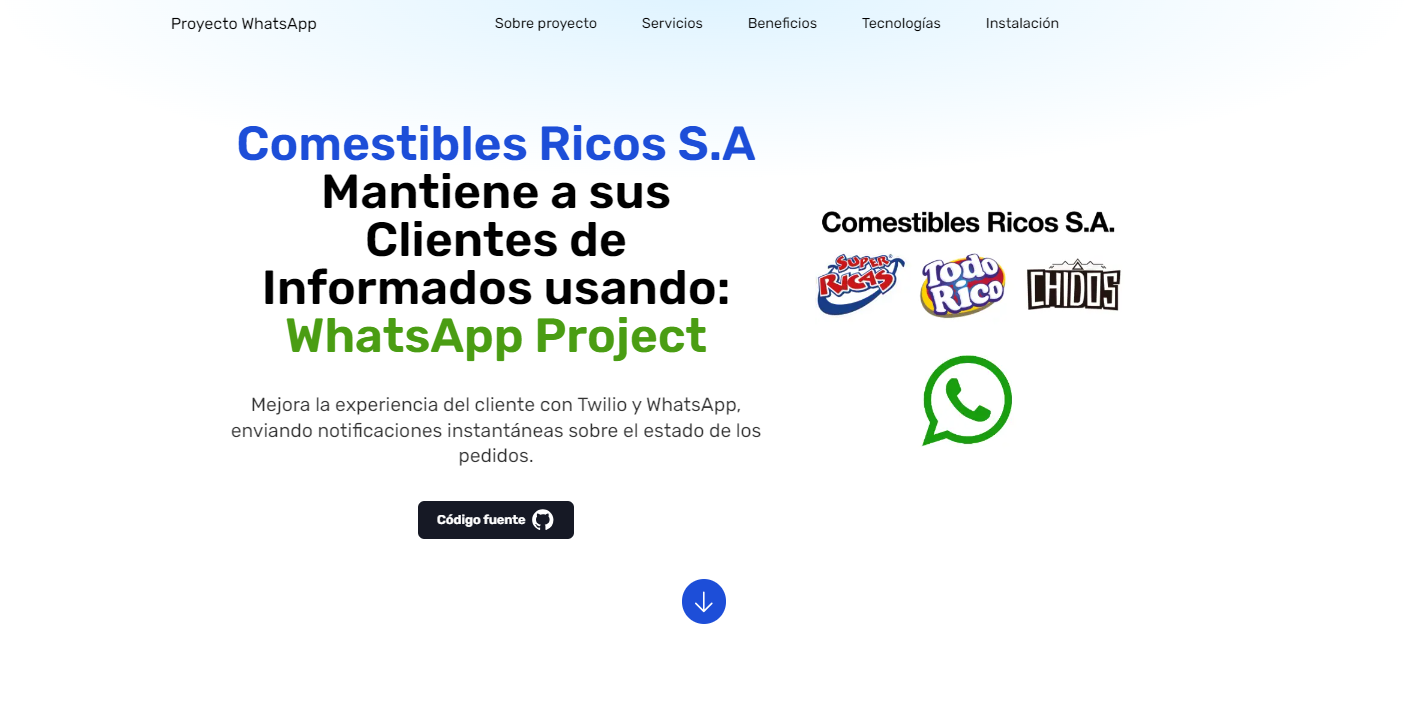 Proyecto WhatsApp
Sobre proyecto
Servicios
Beneficios
Tecnologías
Instalación
Comestibles Ricos S.A
Mantiene a sus
Clientes de
Informados usando:
WhatsApp Project
Mejora la experiencia del cliente con Twilio y WhatsApp,
enviando notificaciones instantáneas sobre el estado de los
pedidos.
Código fuente
Comestibles Ricos S.A.
SUPER
RICAS
Todo
Rico
CHIDOS